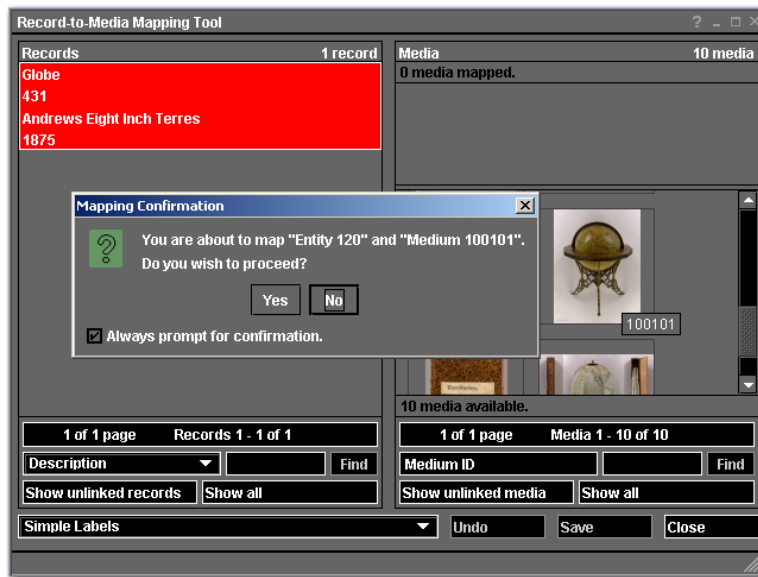 Record-to-Media Mapping Tool
Records 1 record
Globe
431
Andrews Eight Inch Terres
1875
Media 10 media
0 media mapped.
Mapping Confirmation
You are about to map "Entity 120" and "Medium 100101".
Do you wish to proceed?
Yes No
Always prompt for confirmation.
100101
10 media available.
1 of 1 page Records 1 - 1 of 1
Description Find
Show unlinked records Show all
1 of 1 page Media 1 - 10 of 10
Medium ID Find
Show unlinked media Show all
Simple Labels Undo Save Close